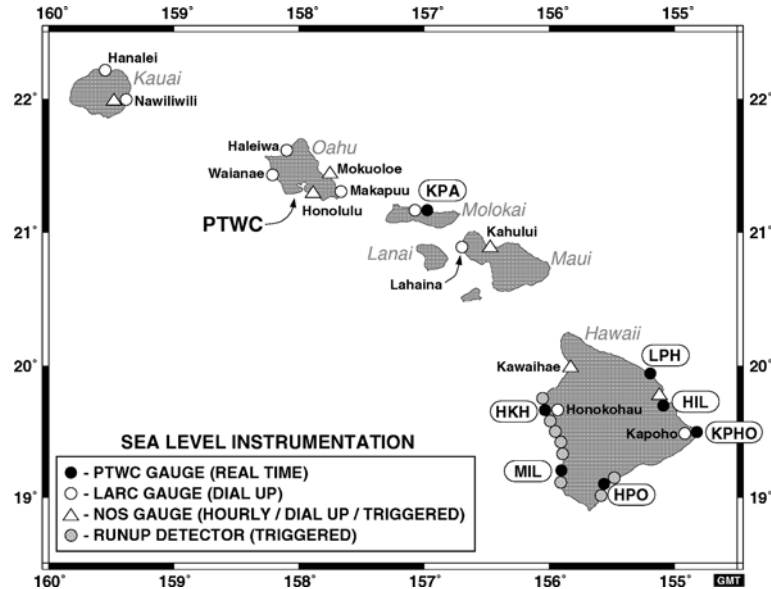 160° 159° 158° 157° 156° 155°
Hanalei
Kauai
22° 22°
Nawiliwili
Haleiwa Oahu
Mokuoloe
Waianae
Makapuu KPA
PTWC Honolulu Molokai
21° 21°
Kahului
Lanai Maui
Lahaina
Hawaii
LPH
20° 20°
Kawaihae
HIL
HKH Honokohau
SEA LEVEL INSTRUMENTATION Kapoho KPHO
- PTWC GAUGE (REAL TIME) MIL
- LARC GAUGE (DIAL UP) HPO
19° 19°
- NOS GAUGE (HOURLY / DIAL UP / TRIGGERED)
- RUNUP DETECTOR (TRIGGERED)
GMT
160° 159° 158° 157° 156° 155°